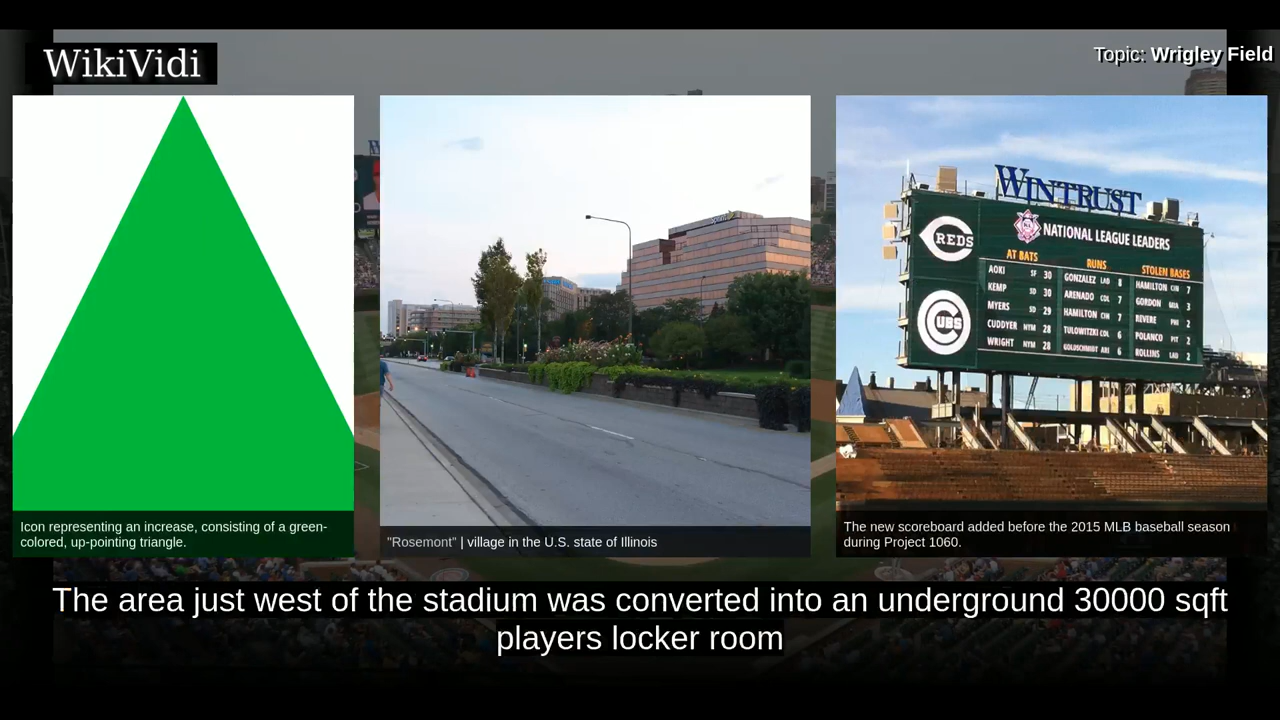 WikiVidi
Topic: Wrigley Field
WINTRUST
REDS
NATIONAL LEAGUE LEADERS
AT BATS
AOKI SF 30
KEMP SD 30
MYERS SD 29
CUDDYER NYM 28
WRIGHT NYM 28
RUNS
GONZALEZ LAD 8
ARENADO COL 7
HAMILTON CIN 7
TULOWITZKI COL 6
GOLDSCHMIDT ARI 6
STOLEN BASES
HAMILTON CIN 7
GORDON MIA 3
REVERE PHI 2
POLANCO PIT 2
ROLLINS LAD 2
CUBS
Icon representing an increase, consisting of a green-
colored, up-pointing triangle.
"Rosemont" | village in the U.S. state of Illinois
The new scoreboard added before the 2015 MLB baseball season
during Project 1060.
The area just west of the stadium was converted into an underground 30000 sqft
players locker room